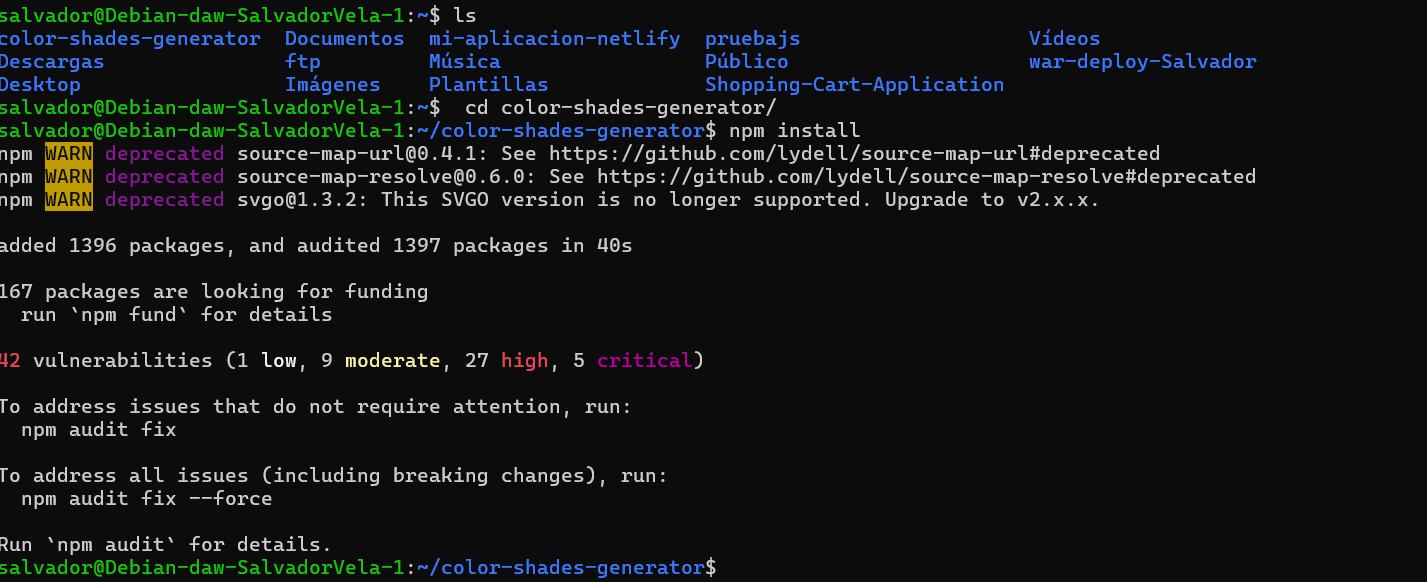 salvador@Debian-daw-SalvadorVela-1:~$ ls
color-shades-generator  Documentos  mi-aplicacion-netlify  pruebajs                   Vídeos
Descargas               ftp         Música                 Público                    war-deploy-Salvador
Desktop                 Imágenes    Plantillas             Shopping-Cart-Application
salvador@Debian-daw-SalvadorVela-1:~$  cd color-shades-generator/
salvador@Debian-daw-SalvadorVela-1:~/color-shades-generator$ npm install
npm WARN deprecated source-map-url@0.4.1: See https://github.com/lydell/source-map-url#deprecated
npm WARN deprecated source-map-resolve@0.6.0: See https://github.com/lydell/source-map-resolve#deprecated
npm WARN deprecated svgo@1.3.2: This SVGO version is no longer supported. Upgrade to v2.x.x.
added 1396 packages, and audited 1397 packages in 40s
167 packages are looking for funding
  run `npm fund` for details
42 vulnerabilities (1 low, 9 moderate, 27 high, 5 critical)
To address issues that do not require attention, run:
  npm audit fix
To address all issues (including breaking changes), run:
  npm audit fix --force
Run `npm audit` for details.
salvador@Debian-daw-SalvadorVela-1:~/color-shades-generator$